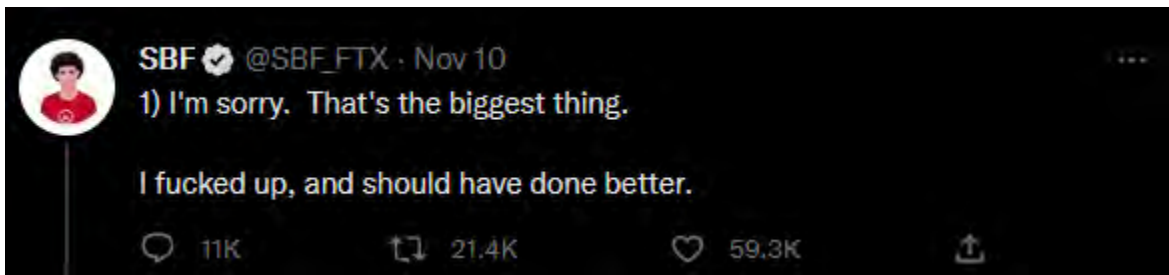 SBF @SBF_FTX · Nov 10
1) I'm sorry.  That's the biggest thing.
I fucked up, and should have done better.
11K 21.4K 59.3K